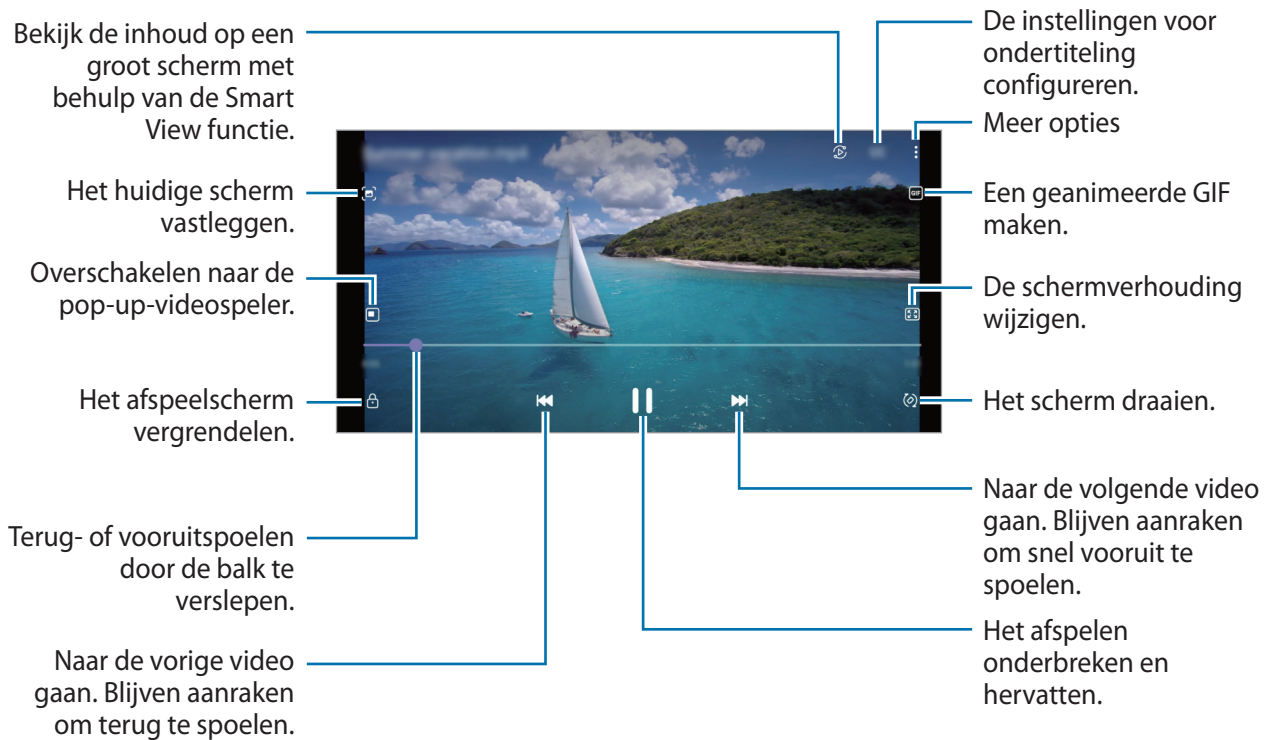 Bekijk de inhoud op een
groot scherm met
behulp van de Smart
View functie.
Het huidige scherm
vastleggen.
Overschakelen naar de
pop-up-videospeler.
Het afspeelscherm
vergrendelen.
Terug- of vooruitspoelen
door de balk te
verslepen.
Naar de vorige video
gaan. Blijven aanraken
om terug te spoelen.
De instellingen voor
ondertiteling
configureren.
Meer opties
GIF
Een geanimeerde GIF
maken.
De schermverhouding
wijzigen.
Het scherm draaien.
Naar de volgende video
gaan. Blijven aanraken
om snel vooruit te
spoelen.
Het afspelen
onderbreken en
hervatten.